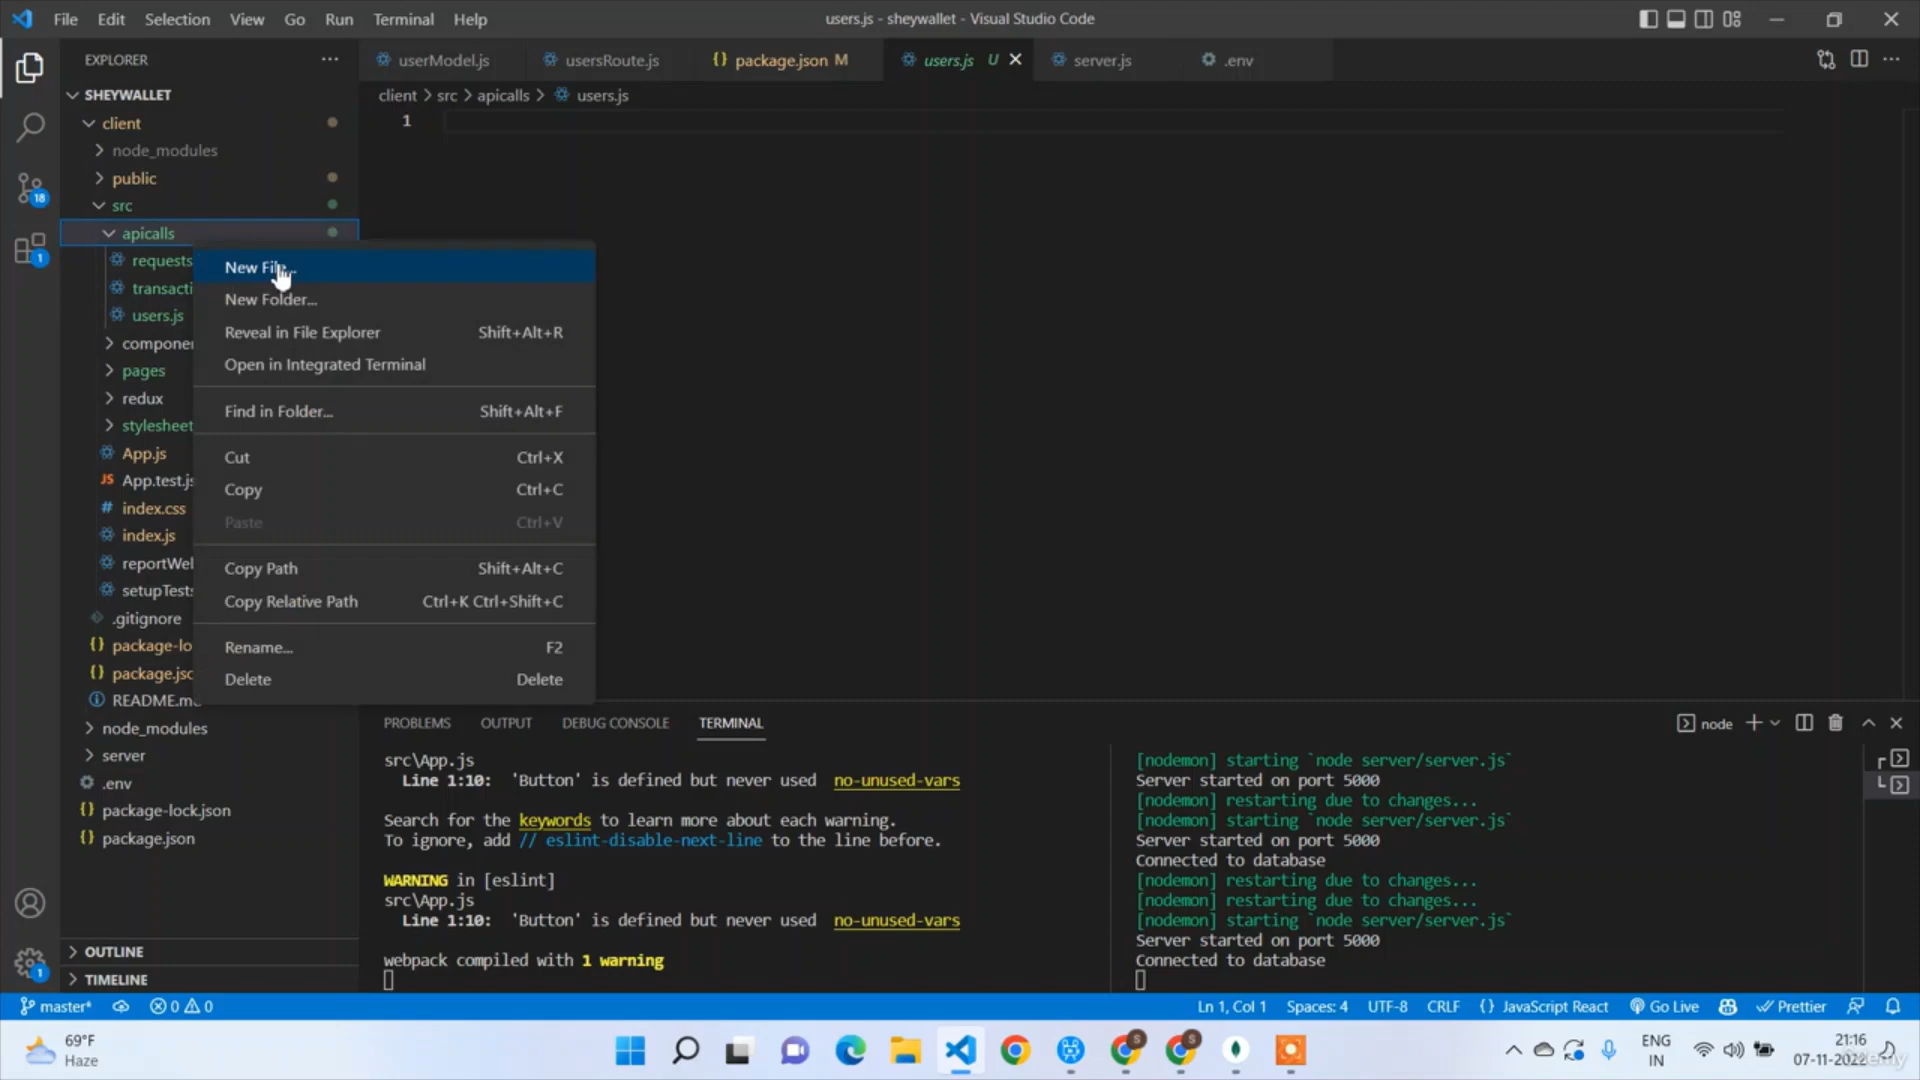 File Edit Selection View Go Run Terminal Help
users.js - sheywallet - Visual Studio Code
EXPLORER
userModel.js
usersRoute.js
package.json M
users.js U
server.js
.env
SHEYWALLET
client > src > apicalls > users.js
1
client
node_modules
public
src
apicalls
requests
transacti
users.js
componen
pages
redux
stylesheet
App.js
JS App.test.js
# index.css
index.js
reportWel
setupTests
.gitignore
{} package-lo
{} package.jso
README.md
node_modules
server
.env
{} package-lock.json
{} package.json
OUTLINE
TIMELINE
New File...
New Folder...
Reveal in File Explorer Shift+Alt+R
Open in Integrated Terminal
Find in Folder... Shift+Alt+F
Cut Ctrl+X
Copy Ctrl+C
Paste Ctrl+V
Copy Path Shift+Alt+C
Copy Relative Path Ctrl+K Ctrl+Shift+C
Rename... F2
Delete Delete
PROBLEMS OUTPUT DEBUG CONSOLE TERMINAL
node
src\App.js
Line 1:10: 'Button' is defined but never used no-unused-vars
Search for the keywords to learn more about each warning.
To ignore, add // eslint-disable-next-line to the line before.
WARNING in [eslint]
src\App.js
Line 1:10: 'Button' is defined but never used no-unused-vars
webpack compiled with 1 warning
[nodemon] starting `node server/server.js`
Server started on port 5000
[nodemon] restarting due to changes...
[nodemon] starting `node server/server.js`
Server started on port 5000
Connected to database
[nodemon] restarting due to changes...
[nodemon] restarting due to changes...
[nodemon] starting `node server/server.js`
Server started on port 5000
Connected to database
18
1
1
master* 0 0
Ln 1, Col 1 Spaces: 4 UTF-8 CRLF {} JavaScript React Go Live Prettier
69°F
Haze
S
S
ENG
IN
21:16
07-11-2022